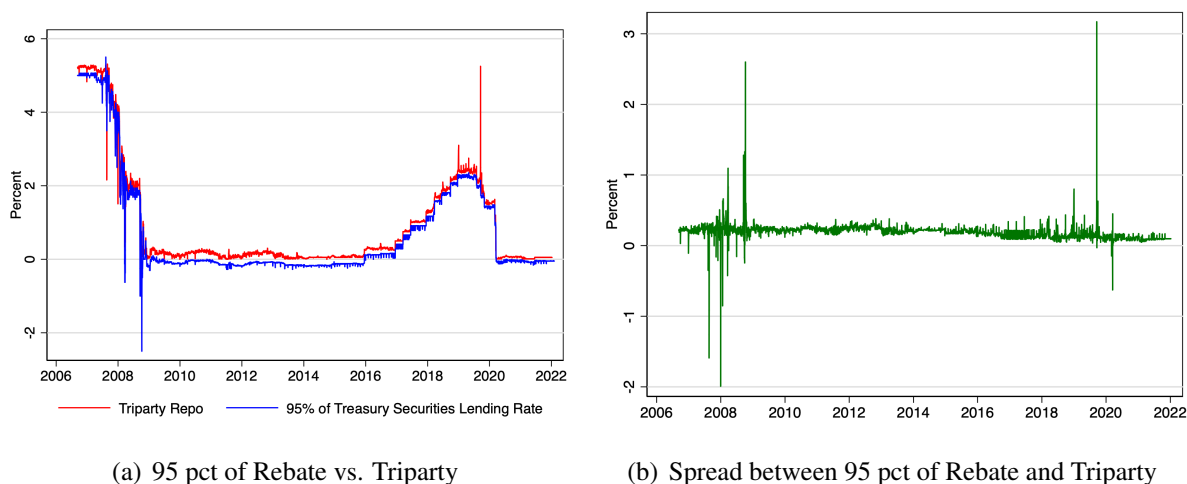 6
4
2
0
-2
Percent
2006 2008 2010 2012 2014 2016 2018 2020 2022
Triparty Repo 95% of Treasury Securities Lending Rate
(a) 95 pct of Rebate vs. Triparty
3
2
1
0
-1
-2
Percent
2006 2008 2010 2012 2014 2016 2018 2020 2022
(b) Spread between 95 pct of Rebate and Triparty